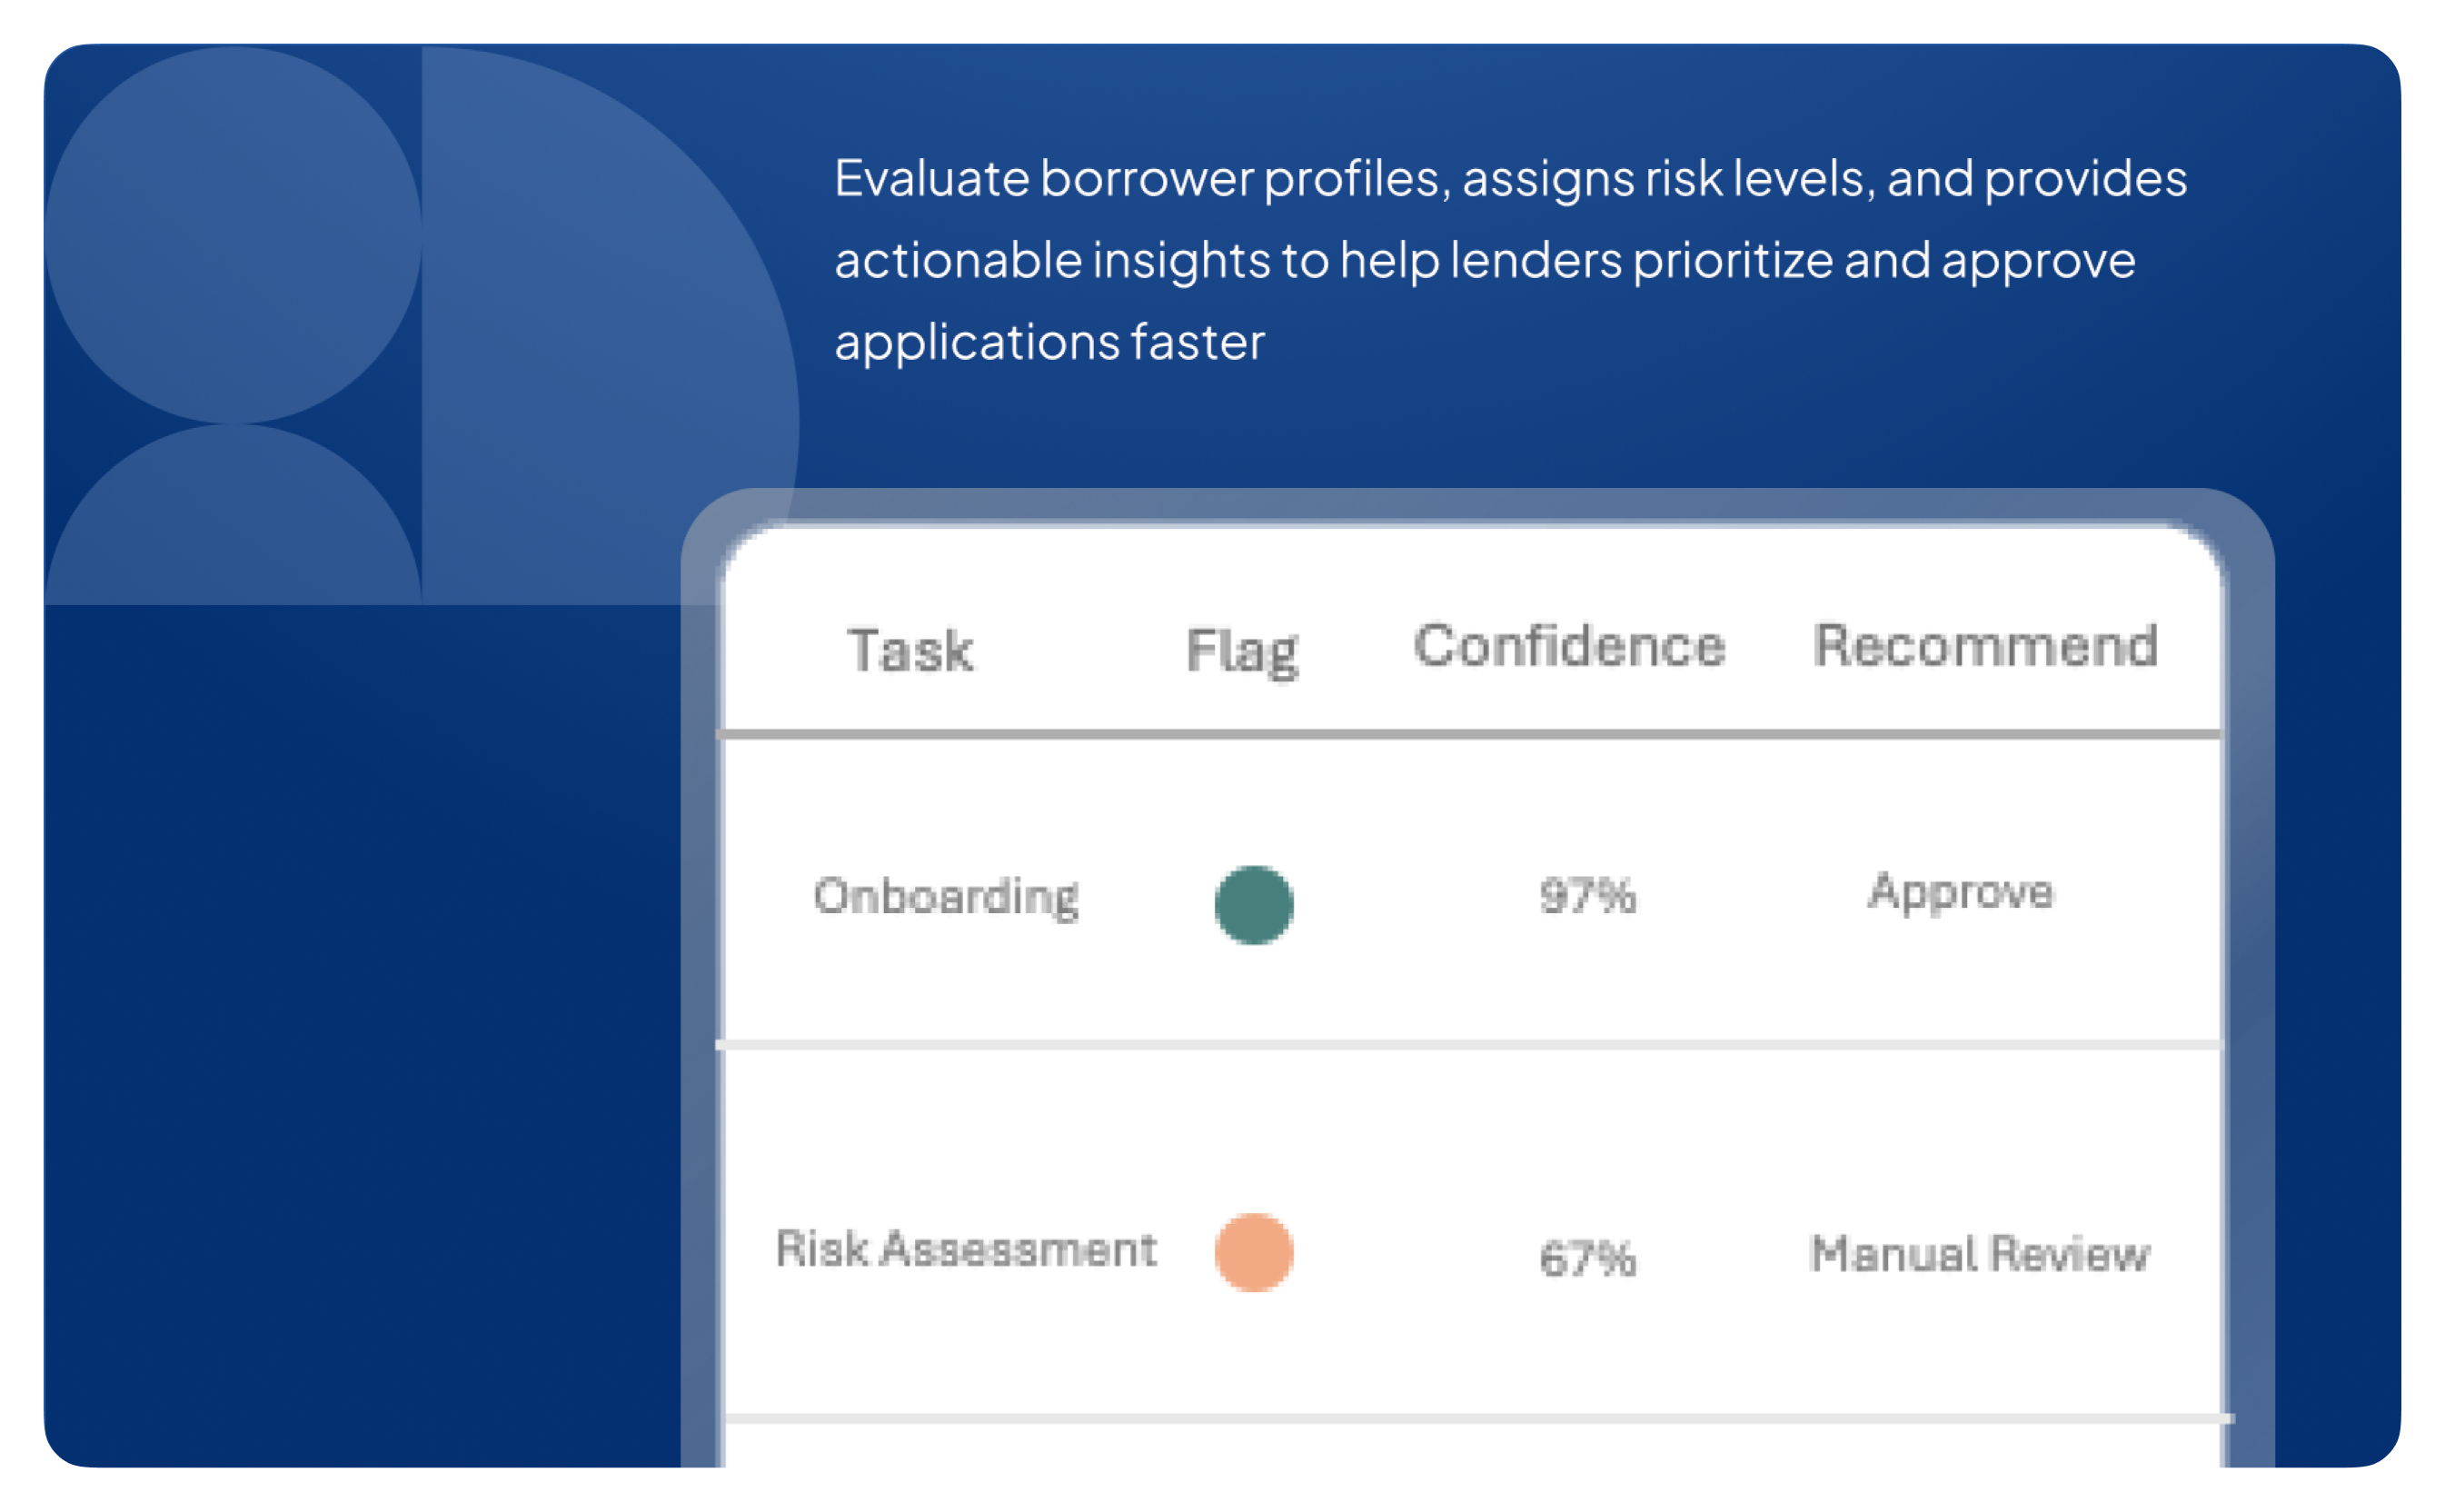 Evaluate borrower profiles, assigns risk levels, and provides
actionable insights to help lenders prioritize and approve
applications faster
Task Flag Confidence Recommend
Onboarding 97% Approve
Risk Assessment 67% Manual Review